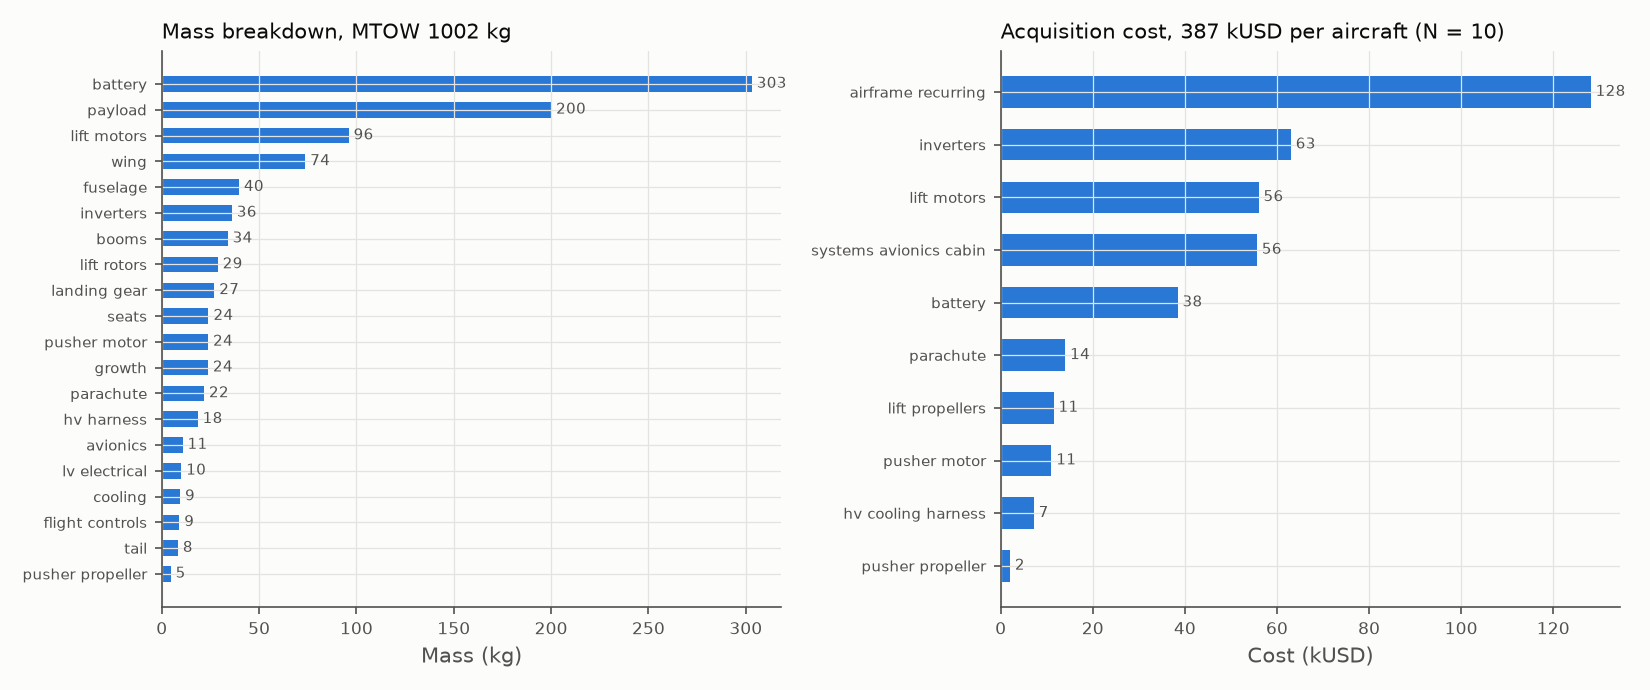 Mass breakdown, MTOW 1002 kg
battery 303
payload 200
lift motors 96
wing 74
fuselage 40
inverters 36
booms 34
lift rotors 29
landing gear 27
seats 24
pusher motor 24
growth 24
parachute 22
hv harness 18
avionics 11
lv electrical 10
cooling 9
flight controls 9
tail 8
pusher propeller 5
0 50 100 150 200 250 300
Mass (kg)
Acquisition cost, 387 kUSD per aircraft (N = 10)
airframe recurring 128
inverters 63
lift motors 56
systems avionics cabin 56
battery 38
parachute 14
lift propellers 11
pusher motor 11
hv cooling harness 7
pusher propeller 2
0 20 40 60 80 100 120
Cost (kUSD)